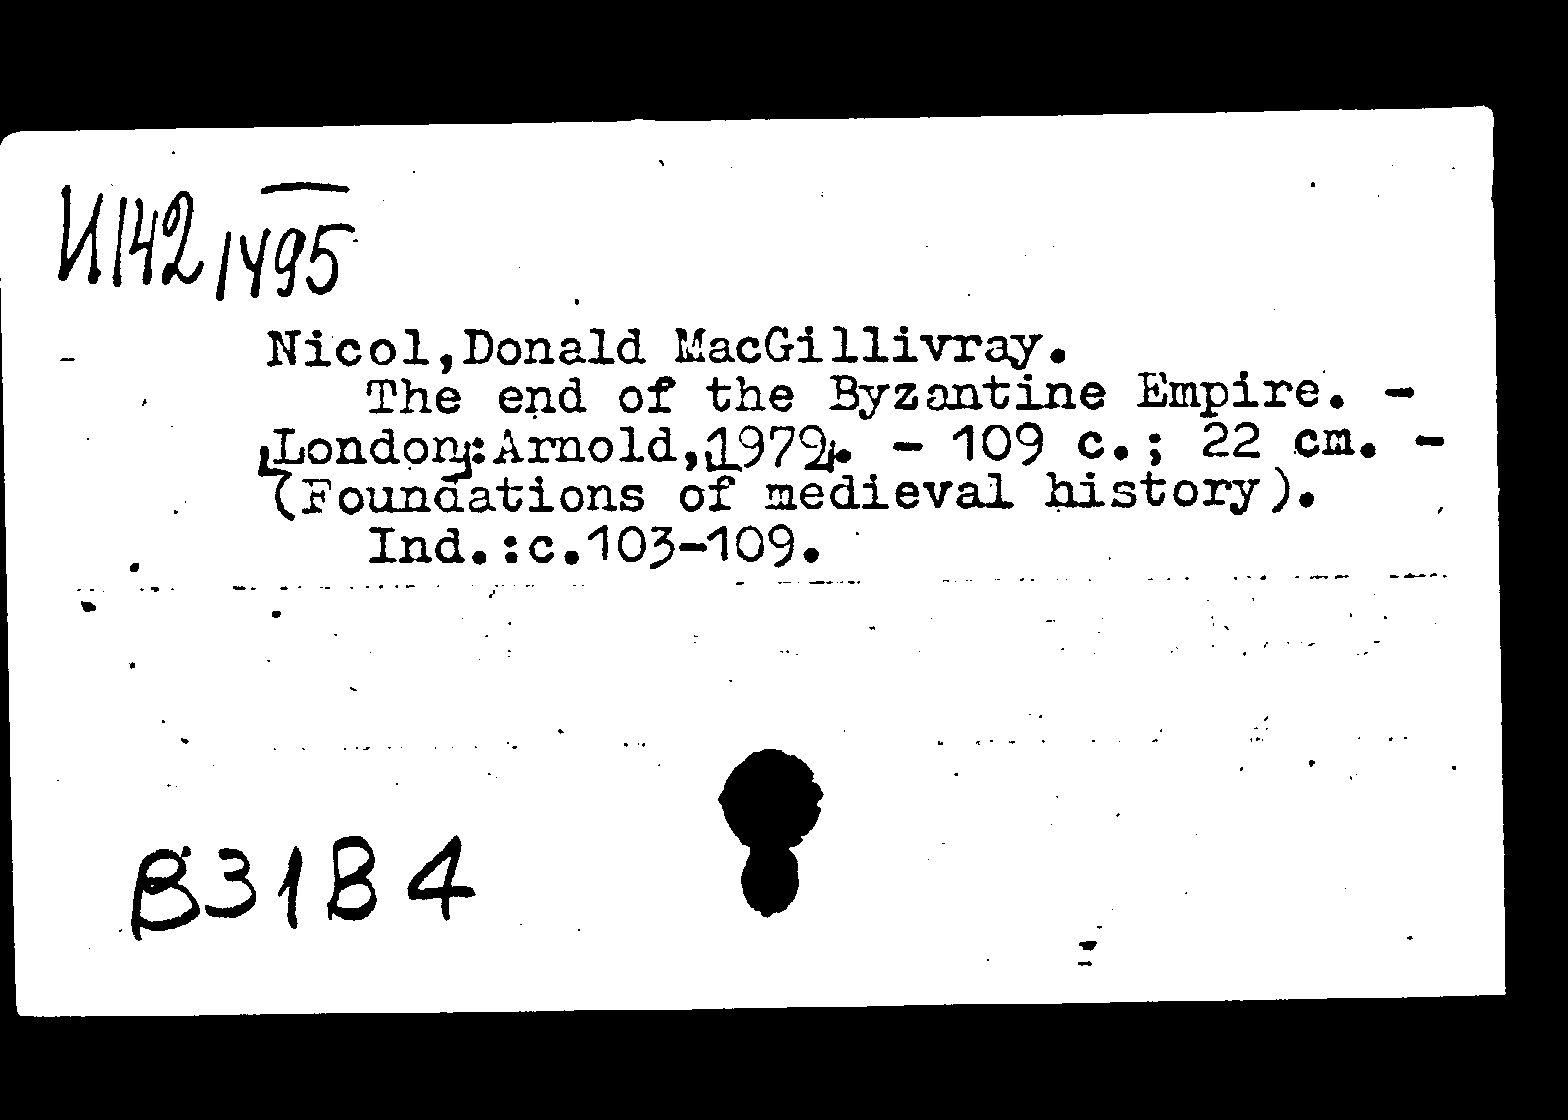 И142/495
Nicol,Donald MacGillivray.
The end of the Byzantine Empire. -
[London]:Arnold,[1979]. - 109 c.; 22 cm. -
(Foundations of medieval history).
Ind.:c.103-109.
B31B4